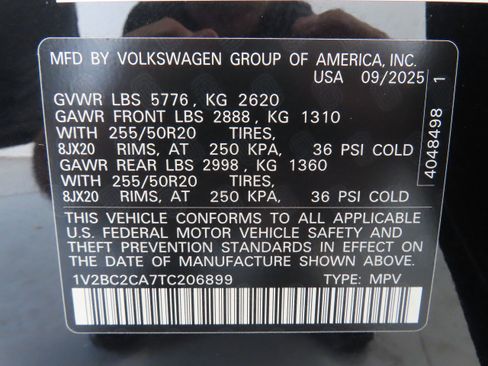 MFD BY VOLKSWAGEN GROUP OF AMERICA, INC.
USA 09/2025
GVWR LBS 5776, KG 2620
GAWR FRONT LBS 2888, KG 1310
WITH 255/50R20 TIRES,
8JX20 RIMS, AT 250 KPA, 36 PSI COLD
GAWR REAR LBS 2998, KG 1360
WITH 255/50R20 TIRES,
8JX20 RIMS, AT 250 KPA, 36 PSI COLD
THIS VEHICLE CONFORMS TO ALL APPLICABLE
U.S. FEDERAL MOTOR VEHICLE SAFETY AND
THEFT PREVENTION STANDARDS IN EFFECT ON
THE DATE OF MANUFACTURE SHOWN ABOVE.
1V2BC2CA7TC206899 TYPE: MPV
4048498 1